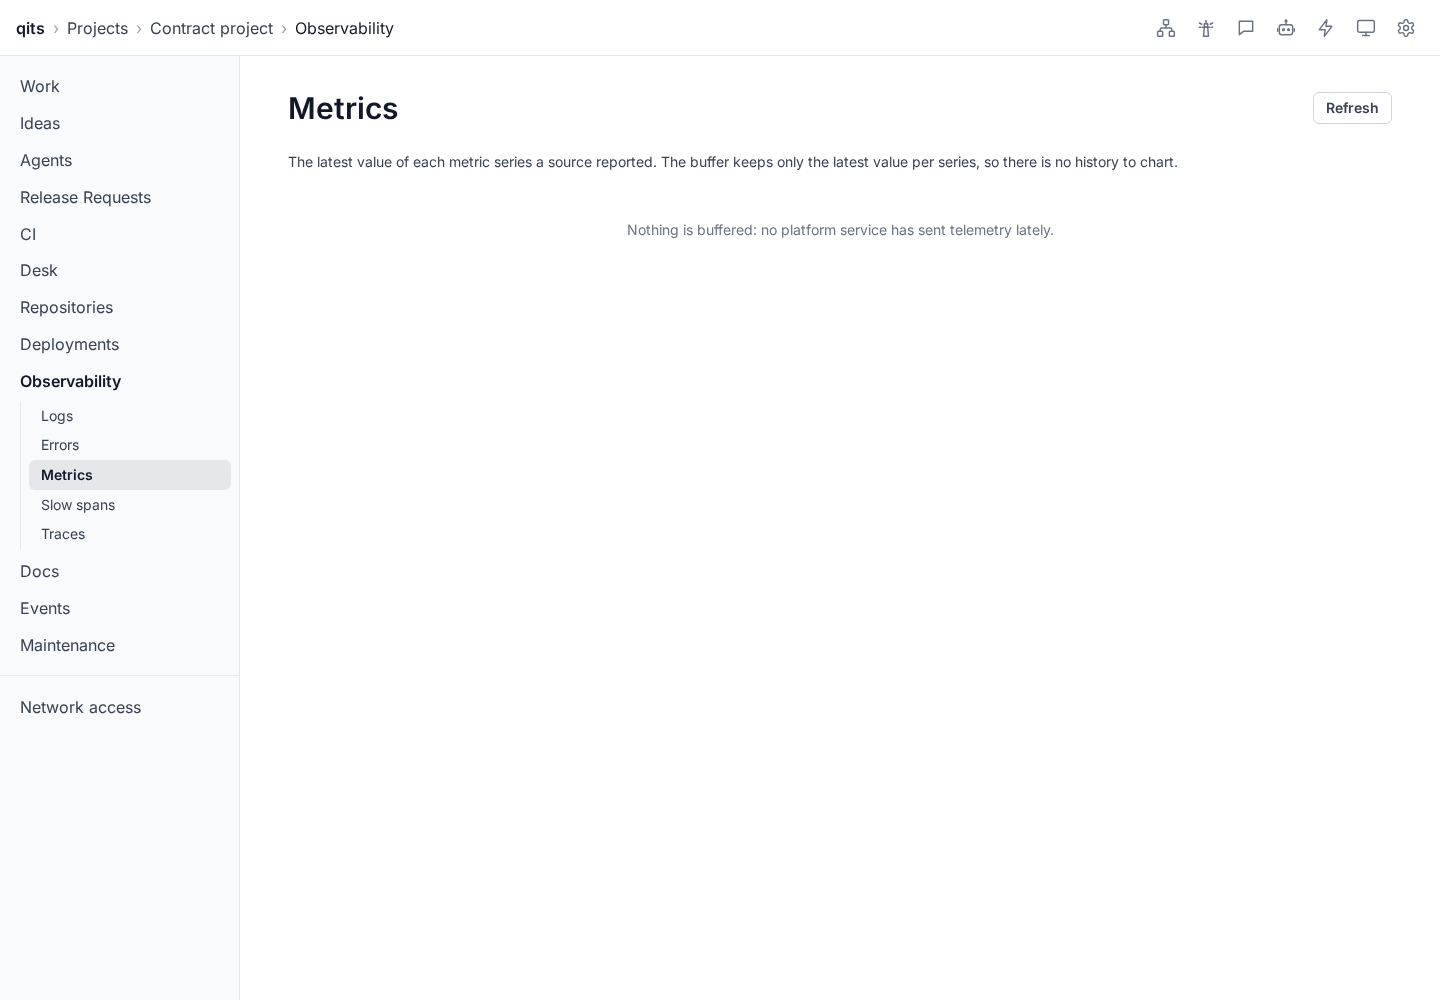 qits › Projects › Contract project › Observability
Work
Ideas
Agents
Release Requests
CI
Desk
Repositories
Deployments
Observability
Logs
Errors
Metrics
Slow spans
Traces
Docs
Events
Maintenance
Network access
Metrics
Refresh
The latest value of each metric series a source reported. The buffer keeps only the latest value per series, so there is no history to chart.
Nothing is buffered: no platform service has sent telemetry lately.